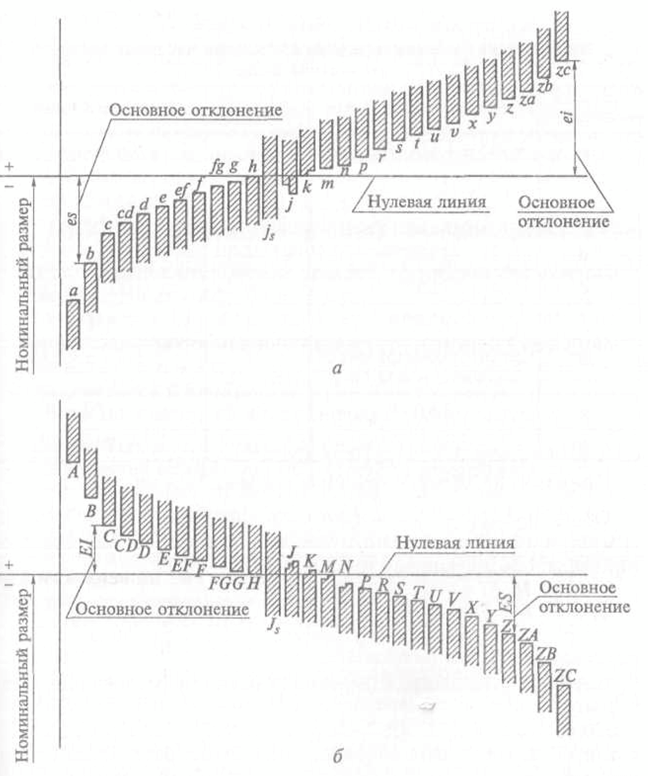 Основное отклонение
+
−
es
a b c cd d e ef f fg g h js j k m n p r s t u v x y z za zb zc
ei
Нулевая линия
Основное
отклонение
Номинальный размер
а
A B C CD D E EF F FG G H Js J K M N P R S T U V X Y Z ZA ZB ZC
EI
Нулевая линия
+
−
Основное отклонение
ES
Основное
отклонение
Номинальный размер
б